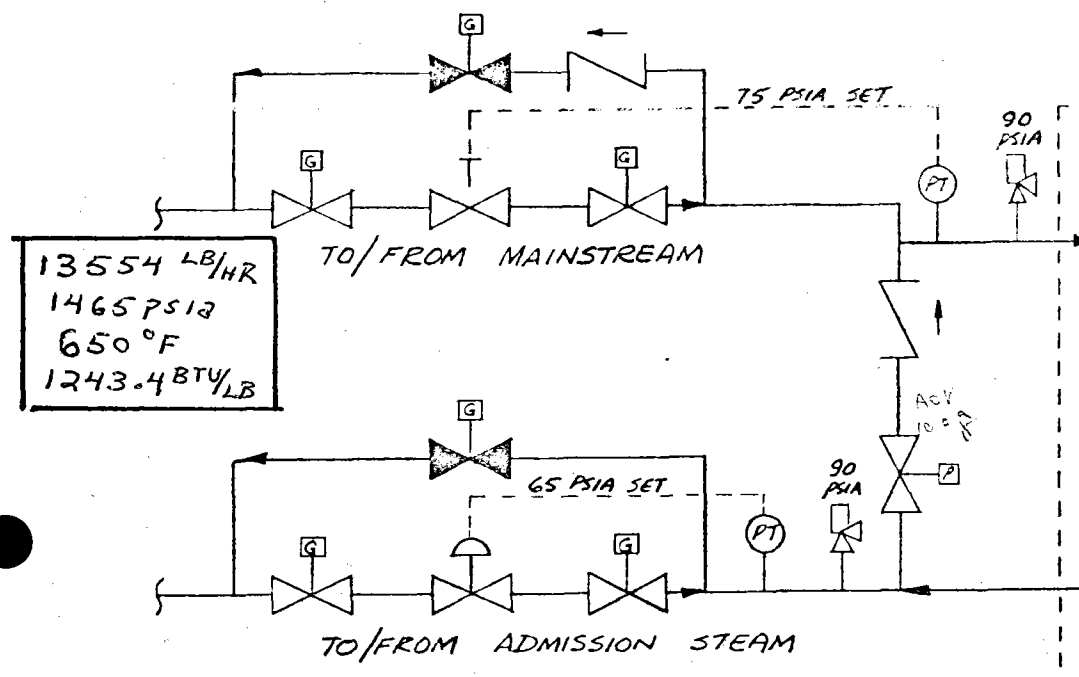 G
75 PSIA SET
90
PSIA
G
G
PT
TO/FROM MAINSTREAM
13554 LB/HR
1465 PSIA
650 °F
1243.4 BTU/LB
G
65 PSIA SET
90
PSIA
P
G
G
PT
TO/FROM ADMISSION STEAM